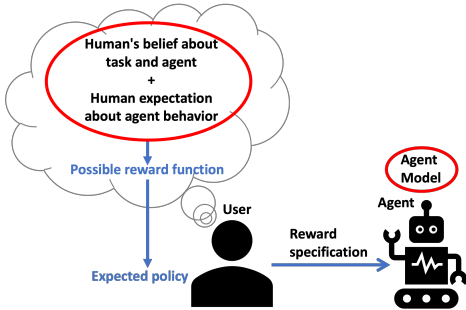 Human's belief about
task and agent
+
Human expectation
about agent behavior
Possible reward function
Expected policy
User
Reward
specification
Agent
Model
Agent